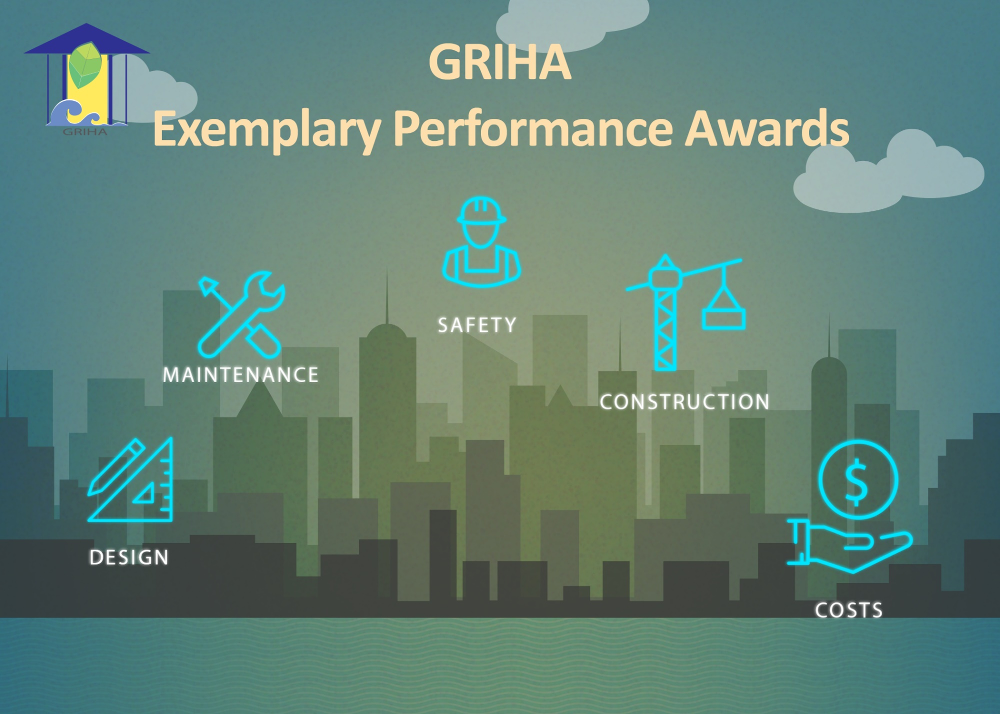 GRIHA
Exemplary Performance Awards
GRIHA
SAFETY
MAINTENANCE
CONSTRUCTION
$
DESIGN
COSTS